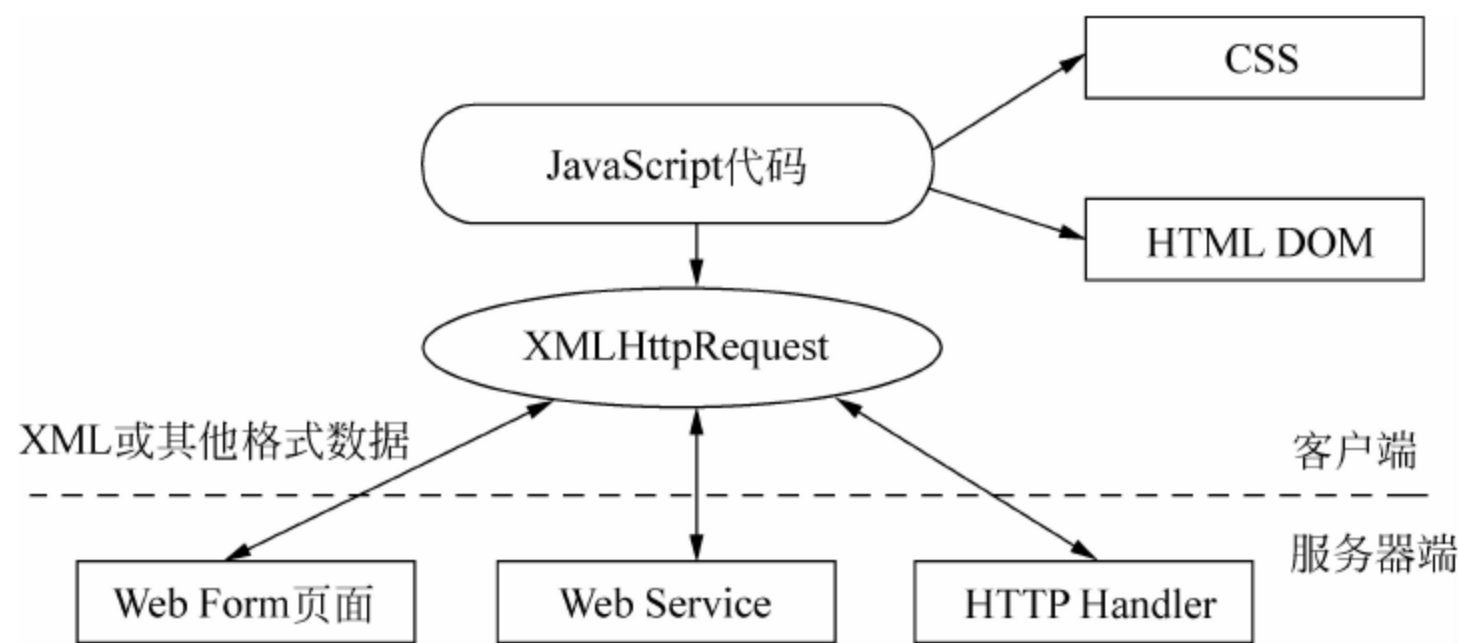 CSS
JavaScript代码
HTML DOM
XMLHttpRequest
XML或其他格式数据
客户端
服务器端
Web Form页面
Web Service
HTTP Handler